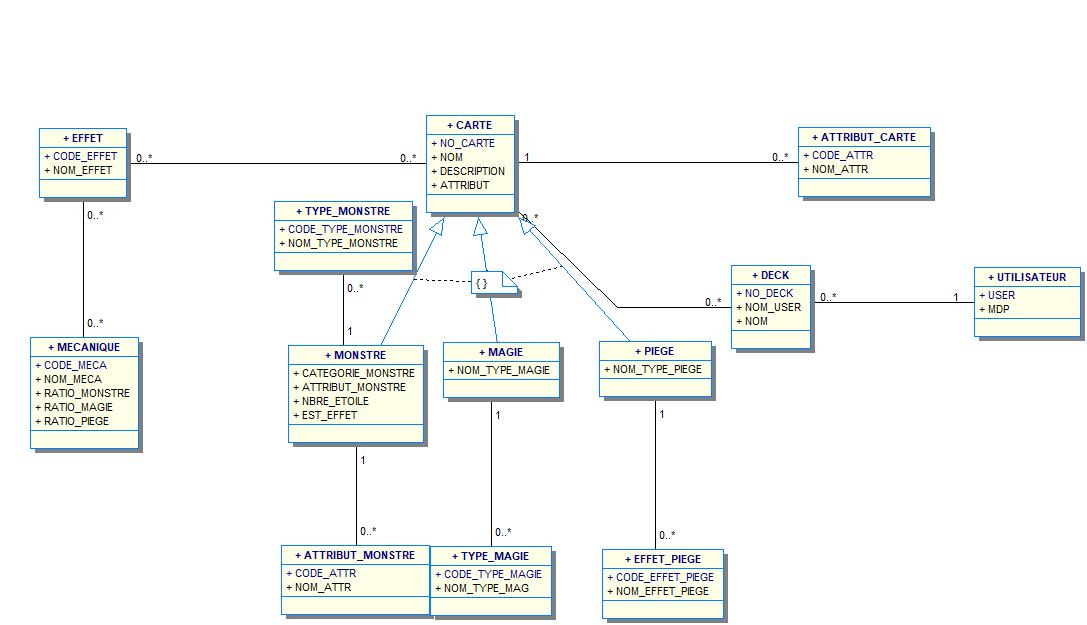 + EFFET
+ CODE_EFFET
+ NOM_EFFET
0..*
0..*
+ CARTE
+ NO_CARTE
+ NOM
+ DESCRIPTION
+ ATTRIBUT
1
0..*
+ ATTRIBUT_CARTE
+ CODE_ATTR
+ NOM_ATTR
0..*
0..*
+ TYPE_MONSTRE
+ CODE_TYPE_MONSTRE
+ NOM_TYPE_MONSTRE
0..*
1
{ }
0..*
0..*
+ DECK
+ NO_DECK
+ NOM_USER
+ NOM
0..*
1
+ UTILISATEUR
+ USER
+ MDP
+ MECANIQUE
+ CODE_MECA
+ NOM_MECA
+ RATIO_MONSTRE
+ RATIO_MAGIE
+ RATIO_PIEGE
+ MONSTRE
+ CATEGORIE_MONSTRE
+ ATTRIBUT_MONSTRE
+ NBRE_ETOILE
+ EST_EFFET
+ MAGIE
+ NOM_TYPE_MAGIE
+ PIEGE
+ NOM_TYPE_PIEGE
1
0..*
1
0..*
1
0..*
+ ATTRIBUT_MONSTRE
+ CODE_ATTR
+ NOM_ATTR
+ TYPE_MAGIE
+ CODE_TYPE_MAGIE
+ NOM_TYPE_MAG
+ EFFET_PIEGE
+ CODE_EFFET_PIEGE
+ NOM_EFFET_PIEGE